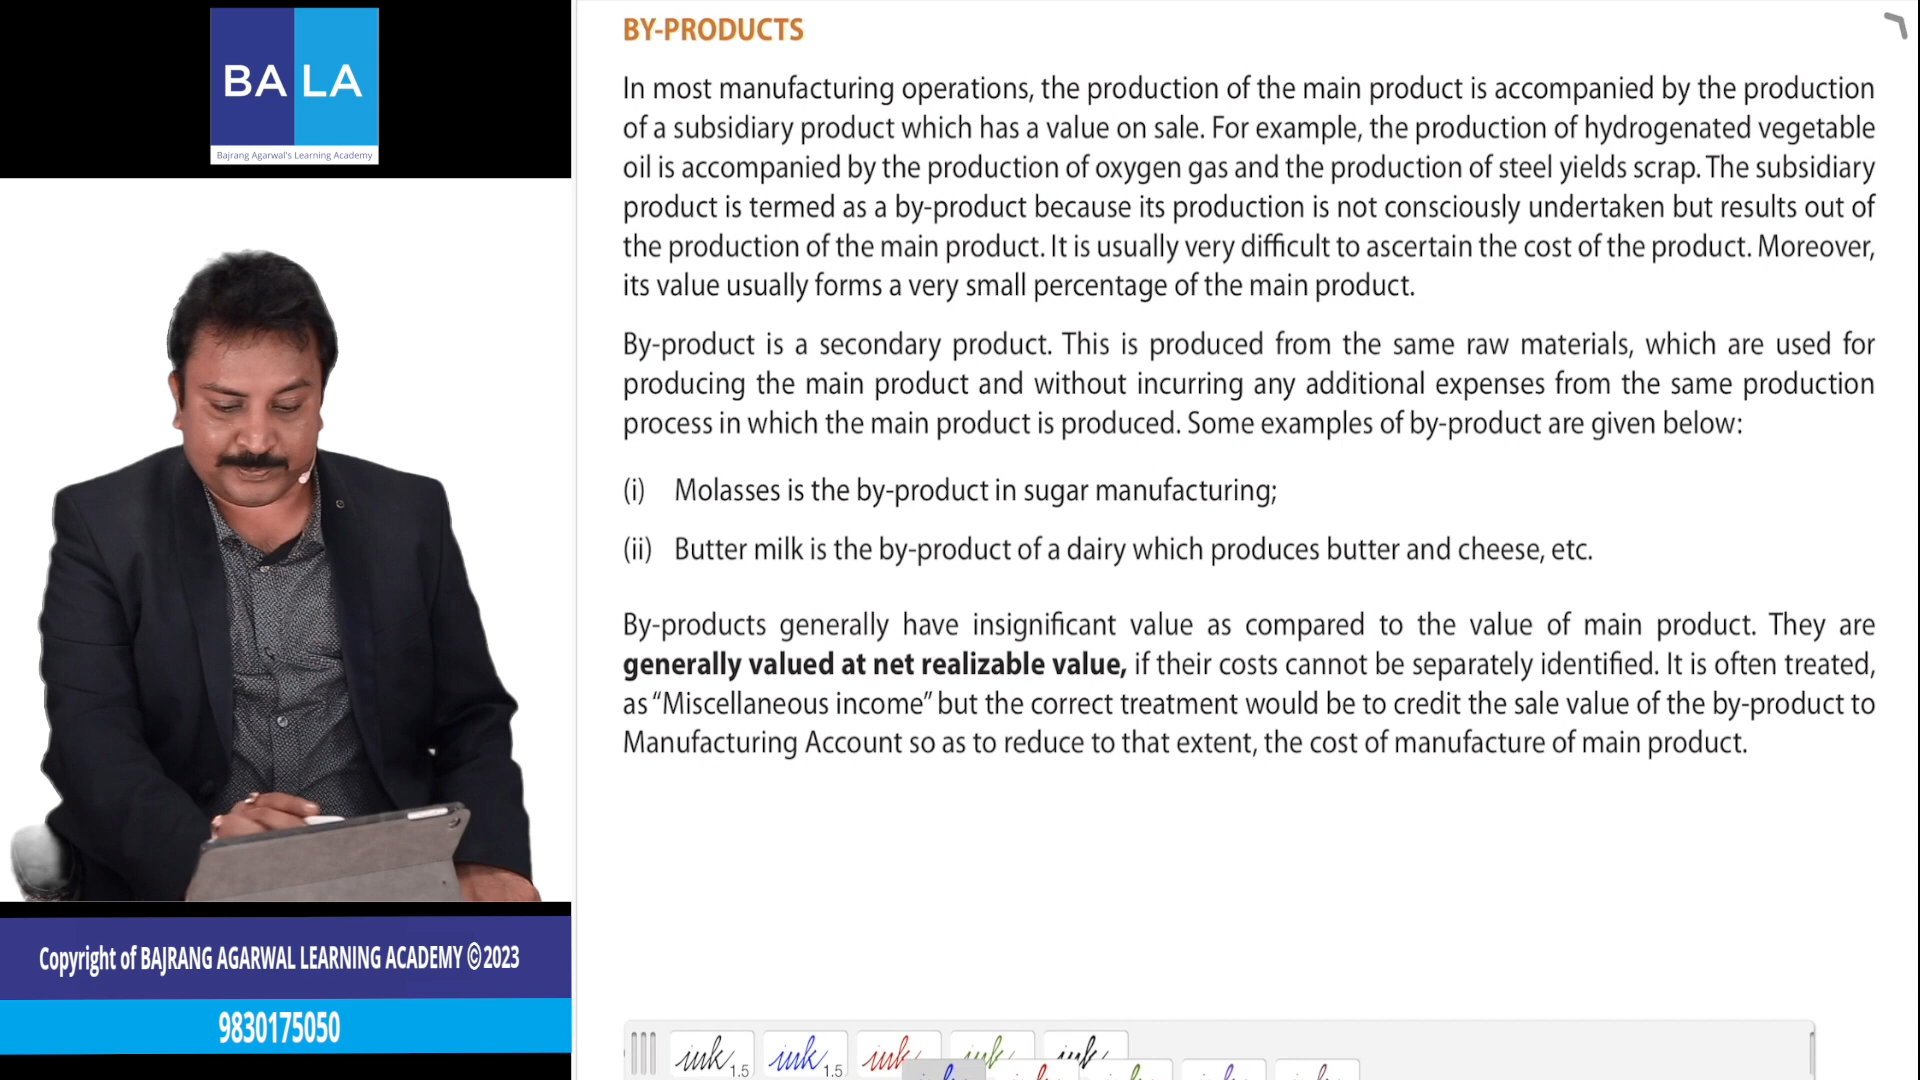 BA LA
Bajrang Agarwal's Learning Academy
BY-PRODUCTS
In most manufacturing operations, the production of the main product is accompanied by the production
of a subsidiary product which has a value on sale. For example, the production of hydrogenated vegetable
oil is accompanied by the production of oxygen gas and the production of steel yields scrap. The subsidiary
product is termed as a by-product because its production is not consciously undertaken but results out of
the production of the main product. It is usually very difficult to ascertain the cost of the product. Moreover,
its value usually forms a very small percentage of the main product.
By-product is a secondary product. This is produced from the same raw materials, which are used for
producing the main product and without incurring any additional expenses from the same production
process in which the main product is produced. Some examples of by-product are given below:
(i) Molasses is the by-product in sugar manufacturing;
(ii) Butter milk is the by-product of a dairy which produces butter and cheese, etc.
By-products generally have insignificant value as compared to the value of main product. They are
generally valued at net realizable value, if their costs cannot be separately identified. It is often treated,
as “Miscellaneous income” but the correct treatment would be to credit the sale value of the by-product to
Manufacturing Account so as to reduce to that extent, the cost of manufacture of main product.
Copyright of BAJRANG AGARWAL LEARNING ACADEMY ©2023
9830175050
ink 1.5 ink 1.5 ink ink ink